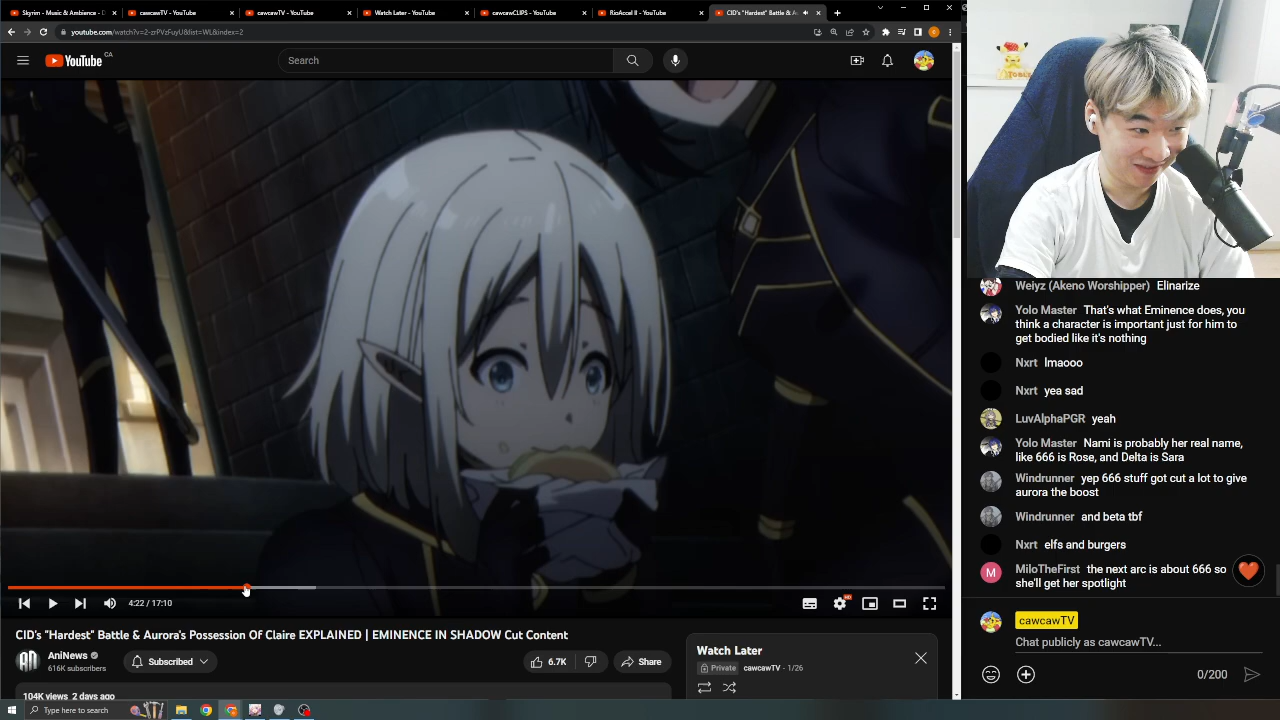 Skyrim - Music & Ambience -
cawcawTV - YouTube
cawcawTV - YouTube
Watch Later - YouTube
cawcawCLIPS - YouTube
RioAccel II - YouTube
CID's "Hardest" Battle & A
youtube.com/watch?v=2-zrPVzFuyU&list=WL&index=2
YouTube CA
Search
4:22 / 17:10
HD
CID's "Hardest" Battle & Aurora's Possession Of Claire EXPLAINED | EMINENCE IN SHADOW Cut Content
AN
AniNews
616K subscribers
Subscribed
6.7K
Share
104K views 2 days ago
Watch Later
Private cawcawTV - 1/26
Type here to search
Weiyz (Akeno Worshipper) Elinarize
Yolo Master That's what Eminence does, you
think a character is important just for him to
get bodied like it's nothing
Nxrt lmaooo
Nxrt yea sad
LuvAlphaPGR yeah
Yolo Master Nami is probably her real name,
like 666 is Rose, and Delta is Sara
Windrunner yep 666 stuff got cut a lot to give
aurora the boost
Windrunner and beta tbf
Nxrt elfs and burgers
M
MiloTheFirst the next arc is about 666 so
she'll get her spotlight
cawcawTV
Chat publicly as cawcawTV...
0/200